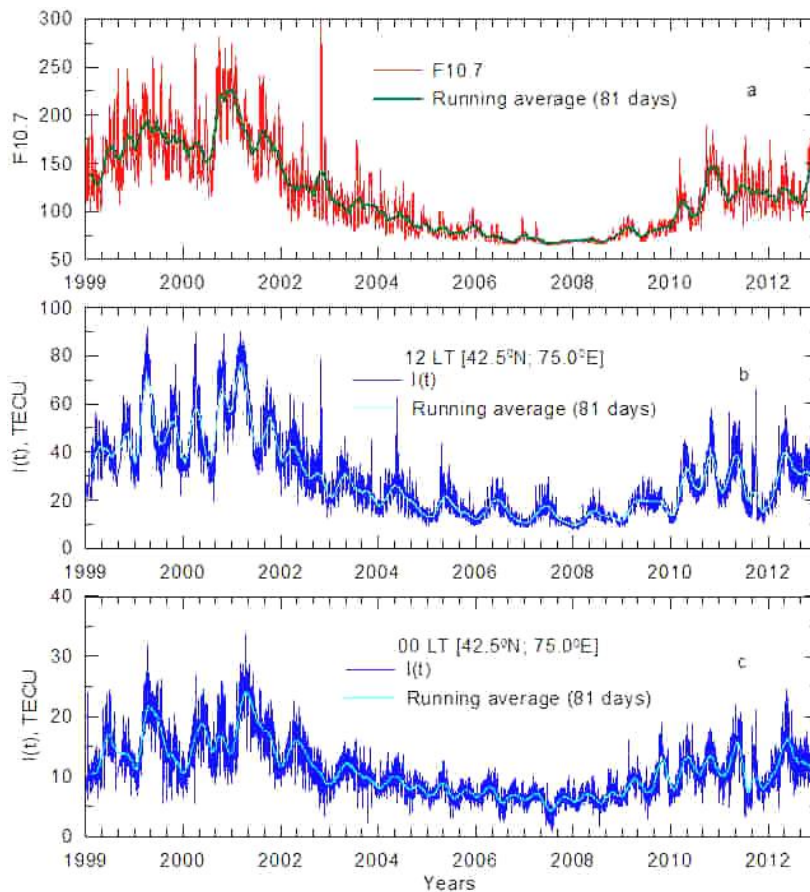 300
250
200
150
100
50
F10.7
F10.7
Running average (81 days)
a
1999 2000 2002 2004 2006 2008 2010 2012
100
80
60
40
20
0
I(t), TECU
12 LT [42.5⁰N; 75.0⁰E]
I(t)
Running average (81 days)
b
1999 2000 2002 2004 2006 2008 2010 2012
40
30
20
10
0
I(t), TECU
00 LT [42.5⁰N; 75.0⁰E]
I(t)
Running average (81 days)
c
1999 2000 2002 2004 2006 2008 2010 2012
Years